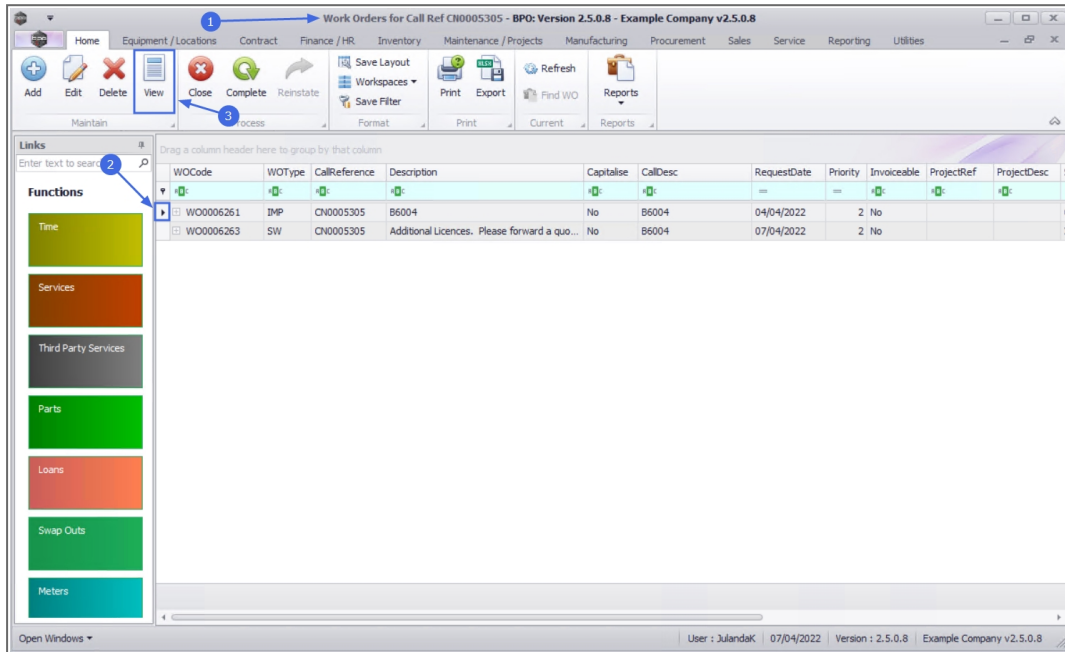 1
Work Orders for Call Ref CN0005305 - BPO: Version 2.5.0.8 - Example Company v2.5.0.8
Home Equipment / Locations Contract Finance / HR Inventory Maintenance / Projects Manufacturing Procurement Sales Service Reporting Utilities
Add Edit Delete View Close Complete Reinstate
Save Layout
Workspaces
Save Filter
Print Export
Refresh
Find WO
Reports
3
Maintain Process Format Print Current Reports
Links
Enter text to searc
2
Drag a column header here to group by that column
WOCode WOType CallReference Description Capitalise CallDesc RequestDate Priority Invoiceable ProjectRef ProjectDesc
WO0006261 IMP CN0005305 B6004 No B6004 04/04/2022 2 No
WO0006263 SW CN0005305 Additional Licences. Please forward a quo... No B6004 07/04/2022 2 No
Functions
Time
Services
Third Party Services
Parts
Loans
Swap Outs
Meters
Open Windows User : JulandaK 07/04/2022 Version : 2.5.0.8 Example Company v2.5.0.8